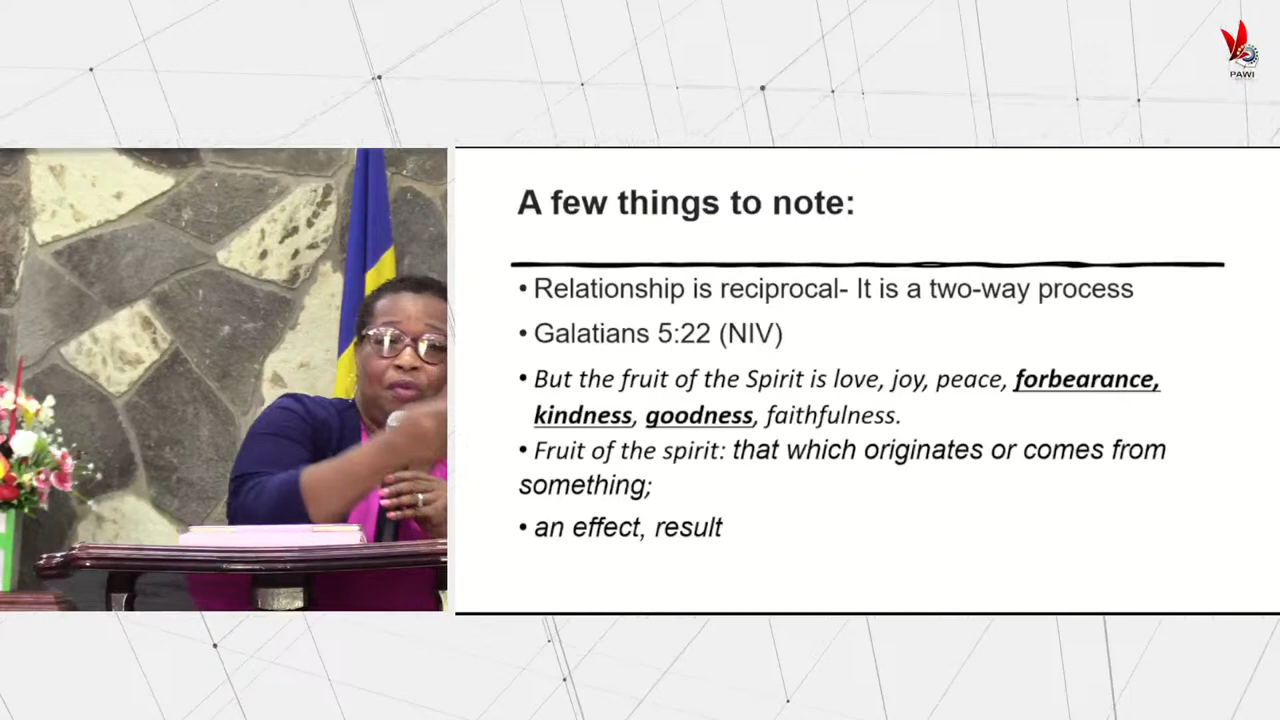 PAWI
A few things to note:
• Relationship is reciprocal- It is a two-way process
• Galatians 5:22 (NIV)
• But the fruit of the Spirit is love, joy, peace, forbearance,
kindness, goodness, faithfulness.
• Fruit of the spirit: that which originates or comes from
something;
• an effect, result